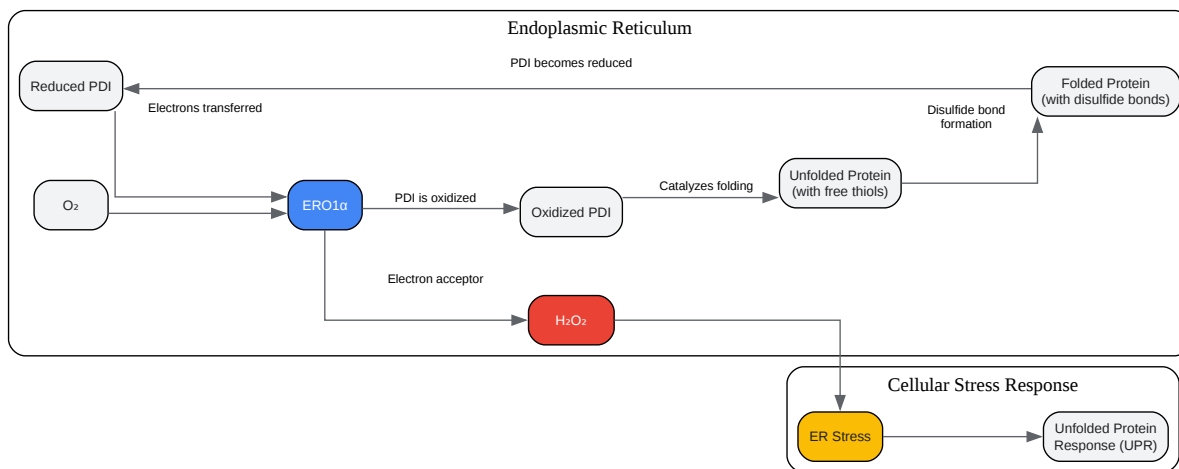 Endoplasmic Reticulum
PDI becomes reduced
Reduced PDI
Folded Protein
(with disulfide bonds)
Electrons transferred
Disulfide bond
formation
Unfolded Protein
(with free thiols)
Catalyzes folding
O₂
ERO1α
PDI is oxidized
Oxidized PDI
Electron acceptor
H₂O₂
Cellular Stress Response
ER Stress
Unfolded Protein
Response (UPR)